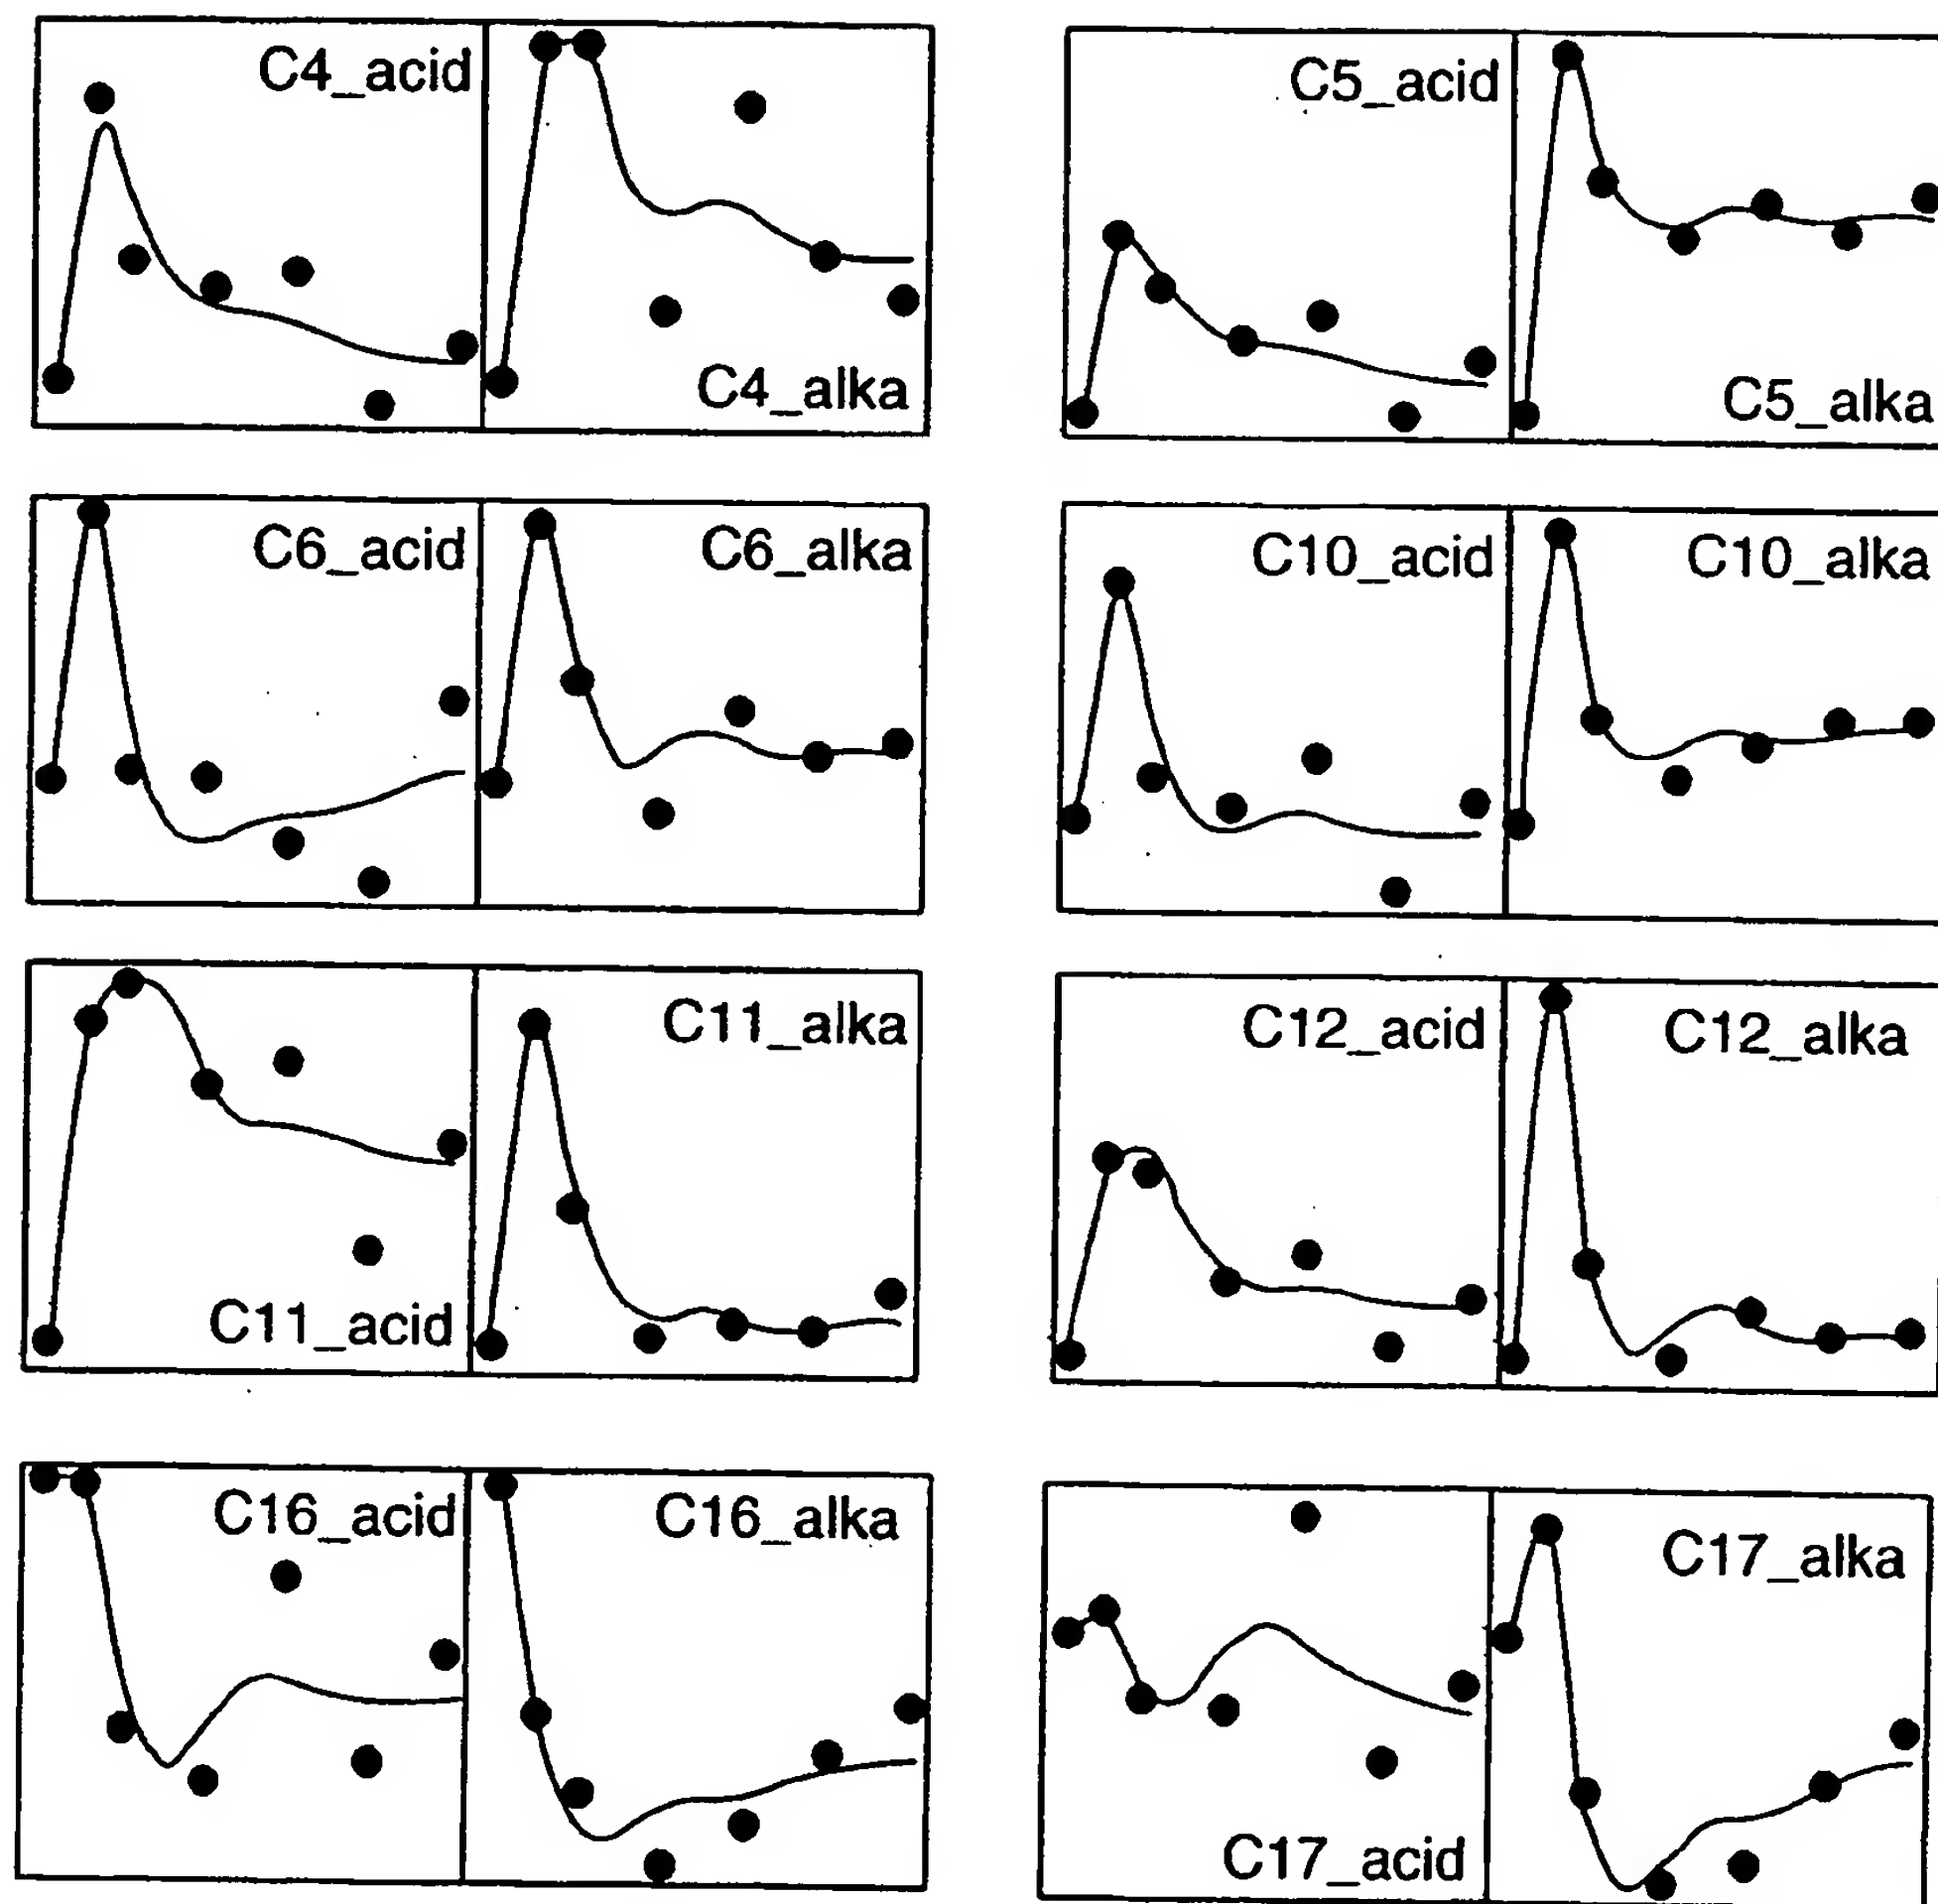 C4_acid
C4_alka
C5_acid
C5_alka
C6_acid
C6_alka
C10_acid
C10_alka
C11_acid
C11_alka
C12_acid
C12_alka
C16_acid
C16_alka
C17_acid
C17_alka